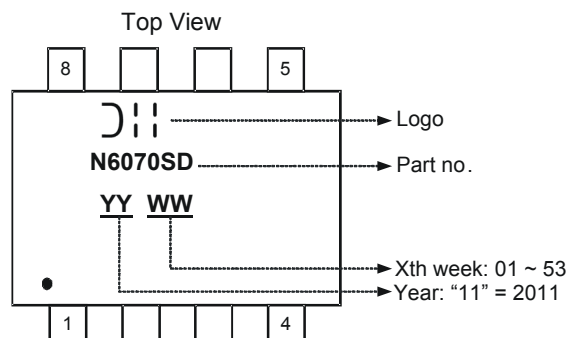 Top View
8 5
Logo
N6070SD Part no.
YY WW
Xth week: 01 ~ 53
Year: “11” = 2011
1 4